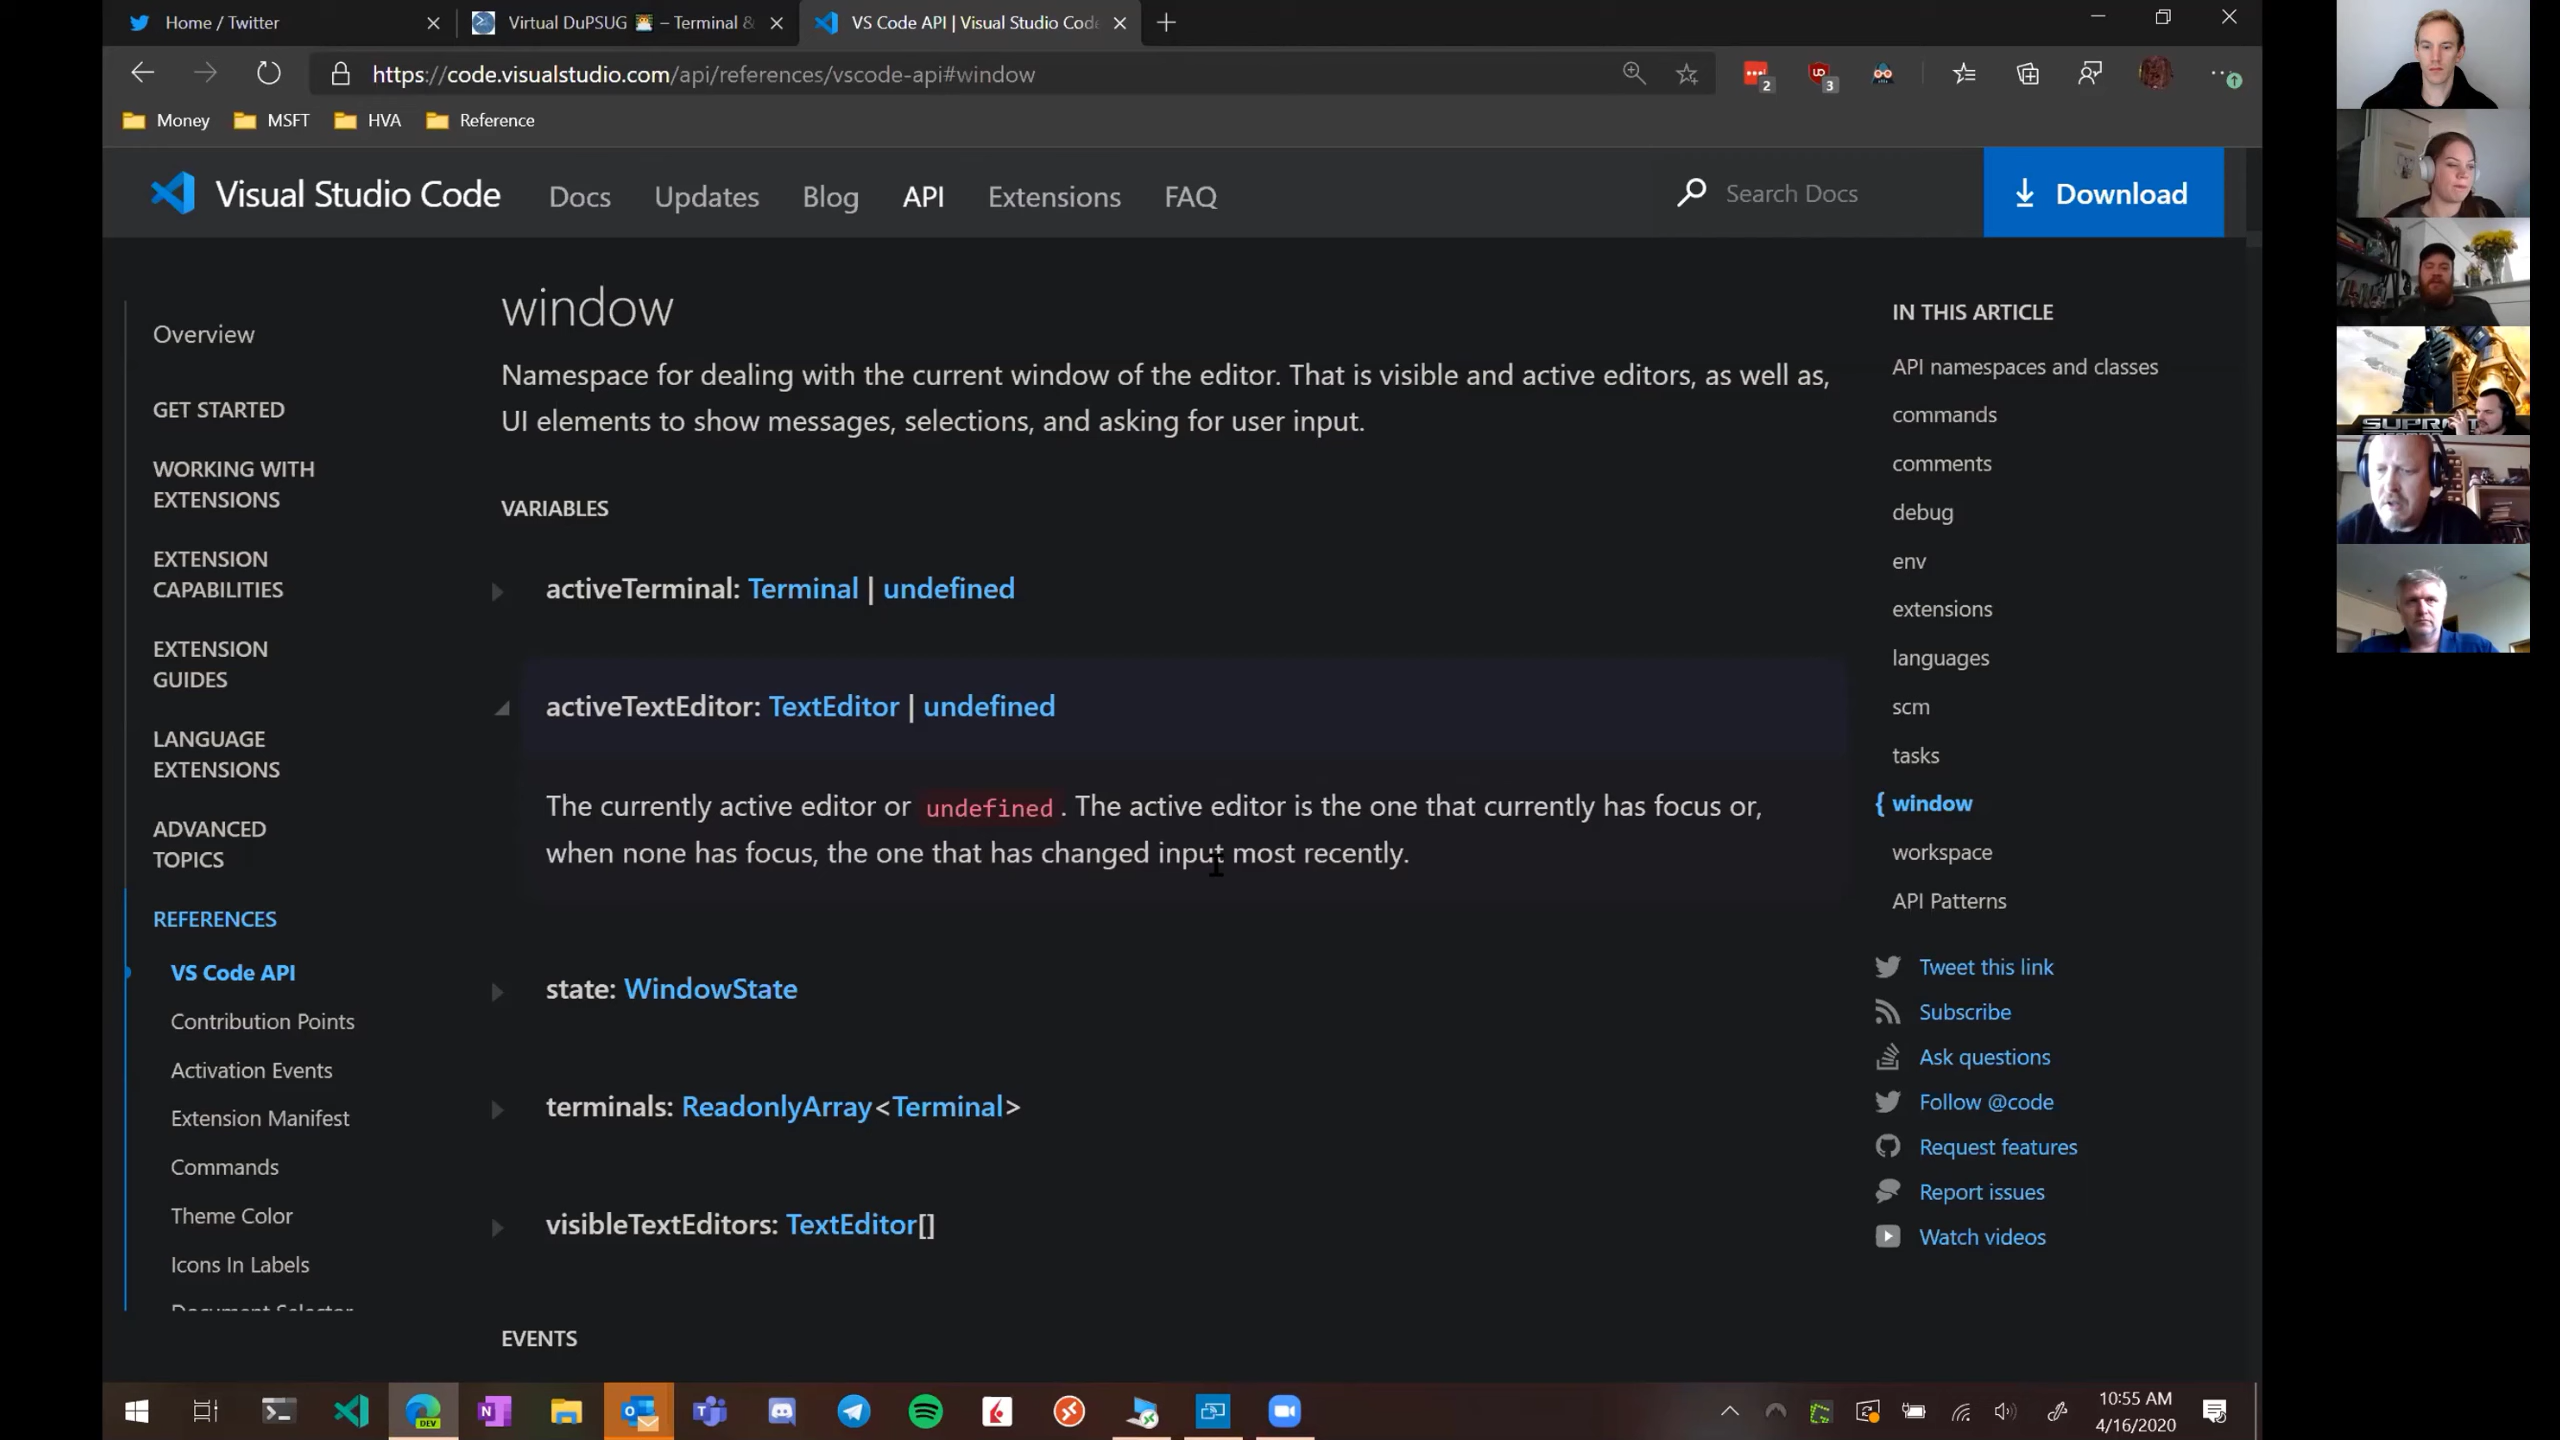 Home / Twitter
Virtual DuPSUG 👨‍💻 – Terminal &
VS Code API | Visual Studio Code
https://code.visualstudio.com/api/references/vscode-api#window
2
3
Money
MSFT
HVA
Reference
Visual Studio Code
Docs
Updates
Blog
API
Extensions
FAQ
Search Docs
Download
Overview
GET STARTED
WORKING WITH
EXTENSIONS
EXTENSION
CAPABILITIES
EXTENSION
GUIDES
LANGUAGE
EXTENSIONS
ADVANCED
TOPICS
REFERENCES
VS Code API
Contribution Points
Activation Events
Extension Manifest
Commands
Theme Color
Icons In Labels
Document Selector
window
Namespace for dealing with the current window of the editor. That is visible and active editors, as well as,
UI elements to show messages, selections, and asking for user input.
VARIABLES
activeTerminal: Terminal | undefined
activeTextEditor: TextEditor | undefined
The currently active editor or undefined. The active editor is the one that currently has focus or,
when none has focus, the one that has changed input most recently.
state: WindowState
terminals: ReadonlyArray<Terminal>
visibleTextEditors: TextEditor[]
EVENTS
IN THIS ARTICLE
API namespaces and classes
commands
comments
debug
env
extensions
languages
scm
tasks
{ window
workspace
API Patterns
Tweet this link
Subscribe
Ask questions
Follow @code
Request features
Report issues
Watch videos
DEV
10:55 AM
4/16/2020